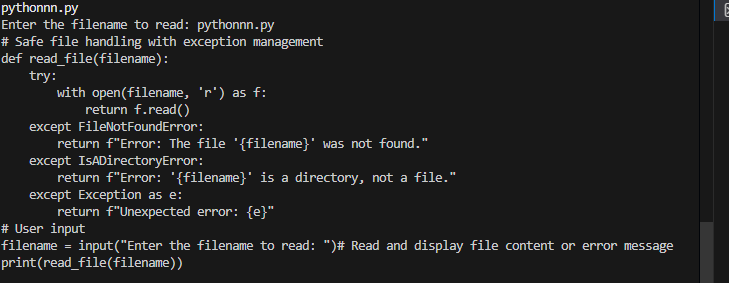 pythonnn.py
Enter the filename to read: pythonnn.py
# Safe file handling with exception management
def read_file(filename):
    try:
        with open(filename, 'r') as f:
            return f.read()
    except FileNotFoundError:
        return f"Error: The file '{filename}' was not found."
    except IsADirectoryError:
        return f"Error: '{filename}' is a directory, not a file."
    except Exception as e:
        return f"Unexpected error: {e}"
# User input
filename = input("Enter the filename to read: ")# Read and display file content or error message
print(read_file(filename))